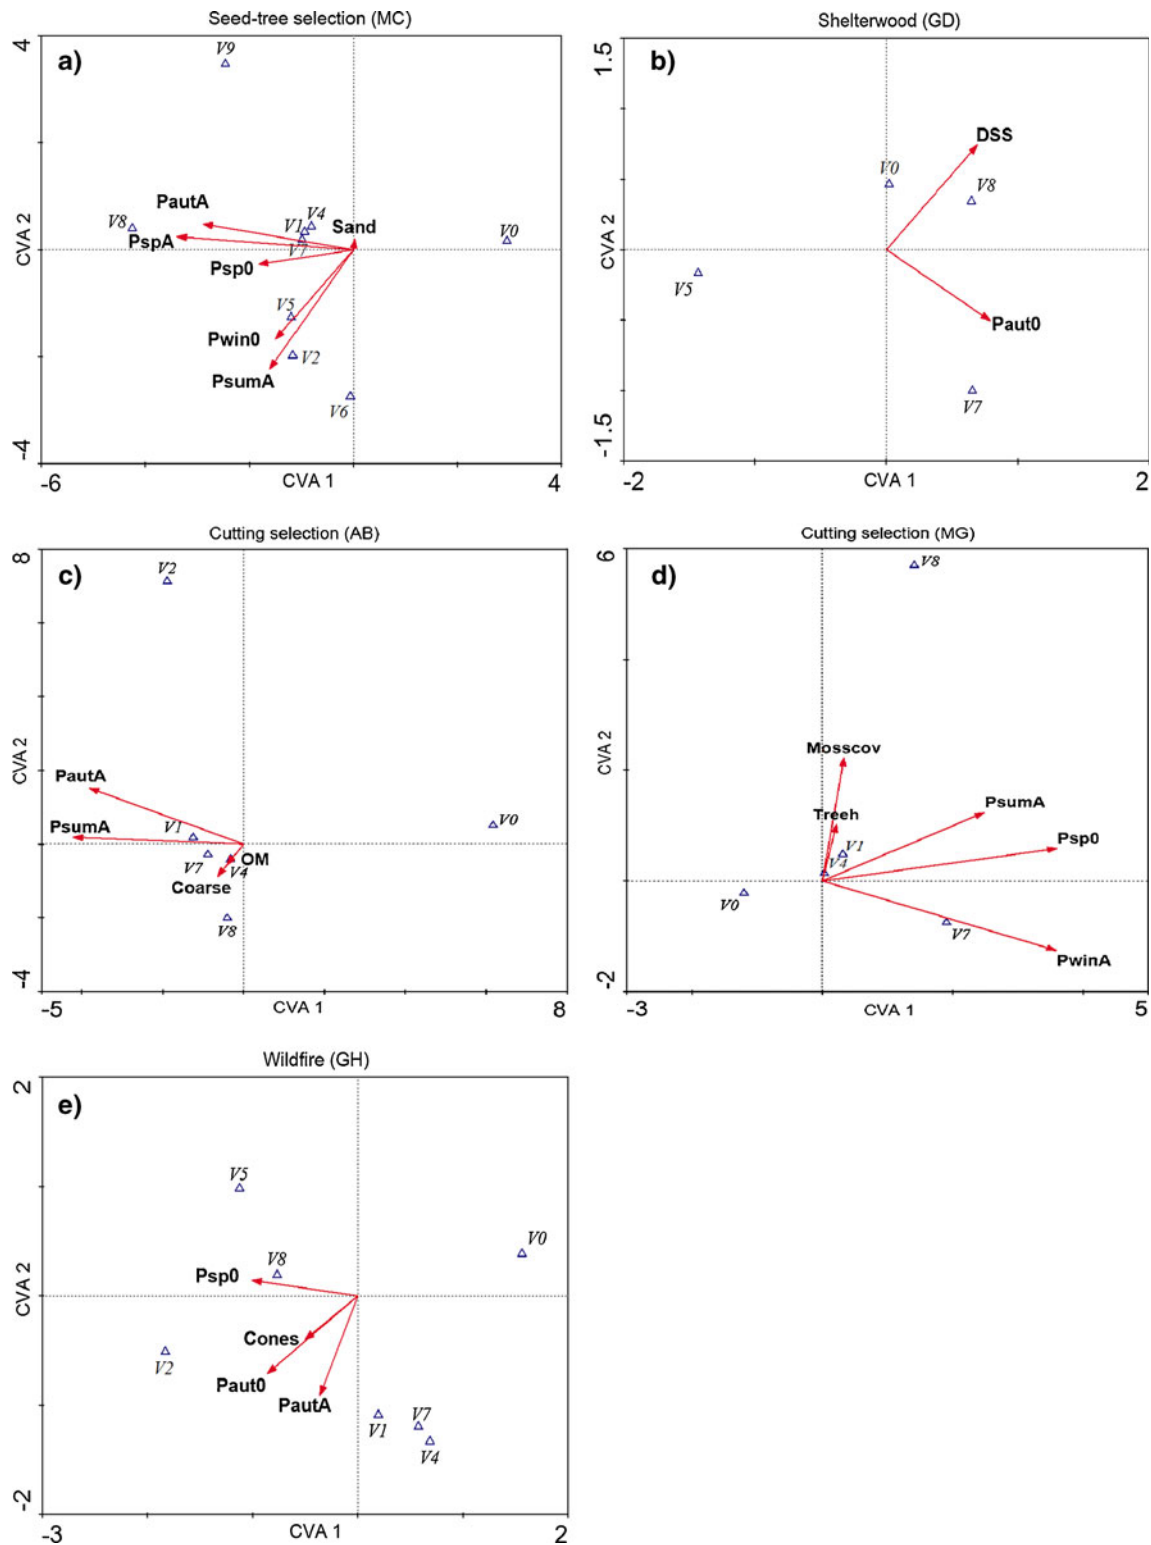 Seed-tree selection (MC)
a)
4
CVA 2
-4
V9
PautA
V8
PspA
V1
V4
V7
Sand
V0
Psp0
V5
Pwin0
V2
PsumA
V6
-6
CVA 1
4
Shelterwood (GD)
b)
1.5
CVA 2
-1.5
DSS
V0
V8
V5
Paut0
V7
-2
CVA 1
2
Cutting selection (AB)
c)
8
CVA 2
-4
V2
PautA
PsumA
V1
V0
V7
OM
V4
Coarse
V8
-5
CVA 1
8
Cutting selection (MG)
d)
6
CVA 2
-2
V8
Mosscov
PsumA
Treeh
Psp0
V1
V4
V0
V7
PwinA
-3
CVA 1
5
Wildfire (GH)
e)
2
CVA 2
-2
V5
V0
V8
Psp0
Cones
V2
Paut0
PautA
V1
V7
V4
-3
CVA 1
2